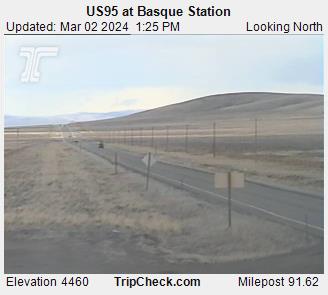 US95 at Basque Station
Updated: Mar 02 2024 1:25 PM Looking North
Elevation 4460 TripCheck.com Milepost 91.62